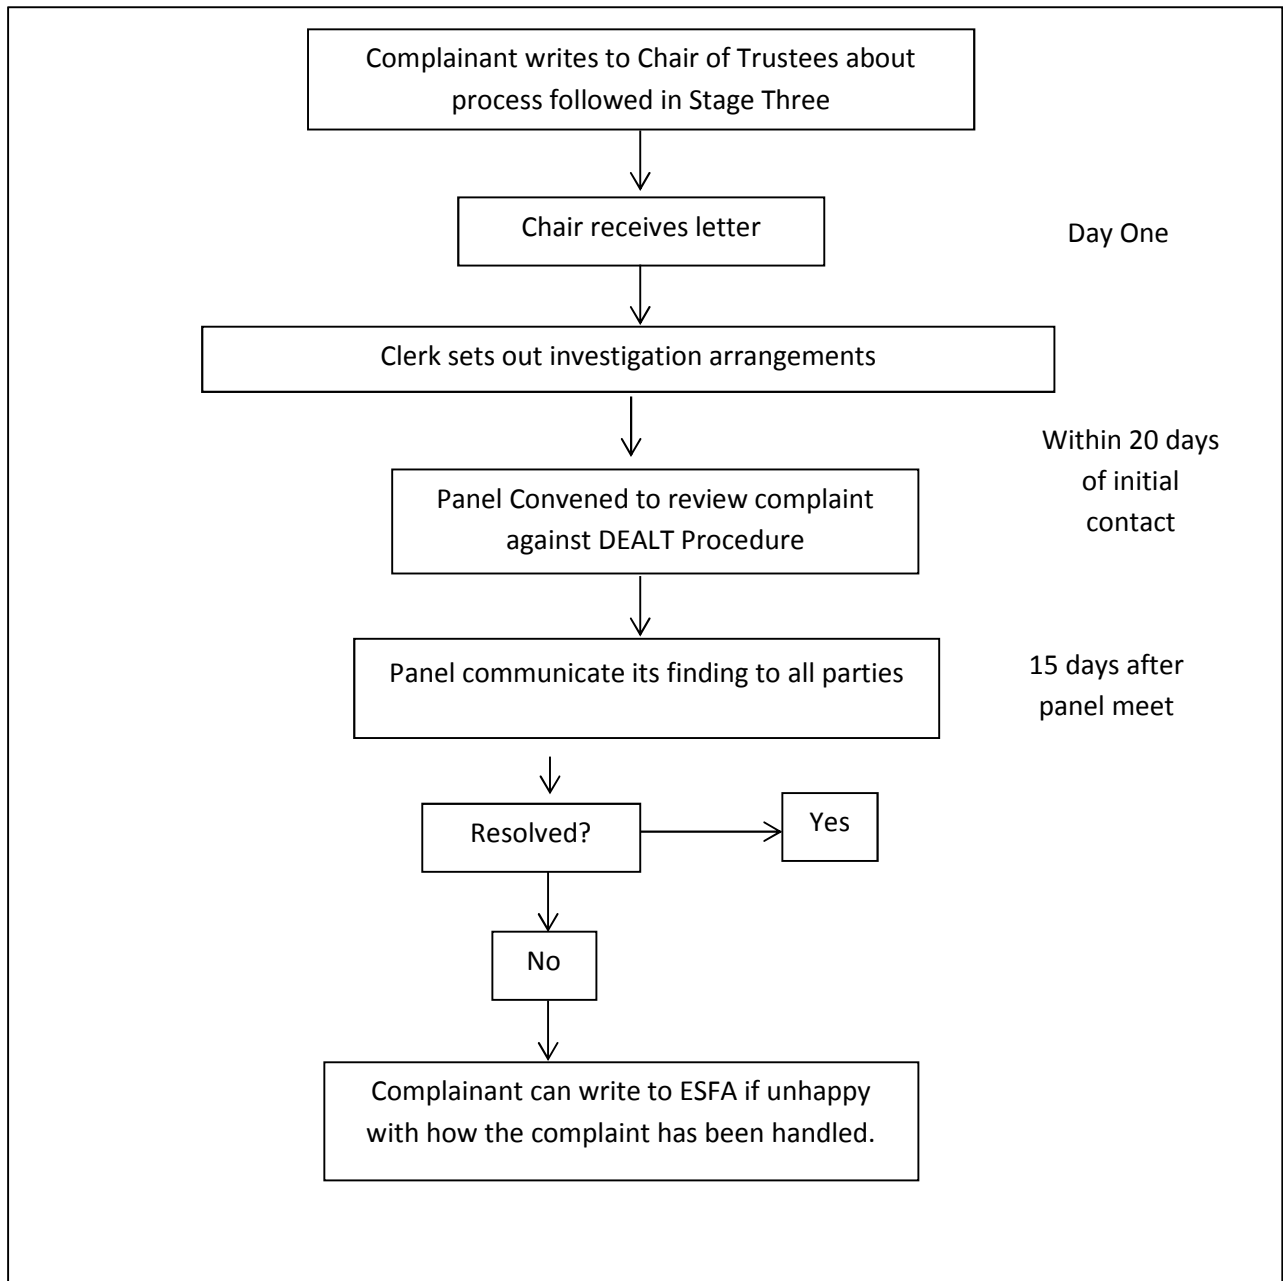 Complainant writes to Chair of Trustees about
process followed in Stage Three
Chair receives letter
Day One
Clerk sets out investigation arrangements
Within 20 days
of initial
contact
Panel Convened to review complaint
against DEALT Procedure
Panel communicate its finding to all parties
15 days after
panel meet
Resolved?
Yes
No
Complainant can write to ESFA if unhappy
with how the complaint has been handled.